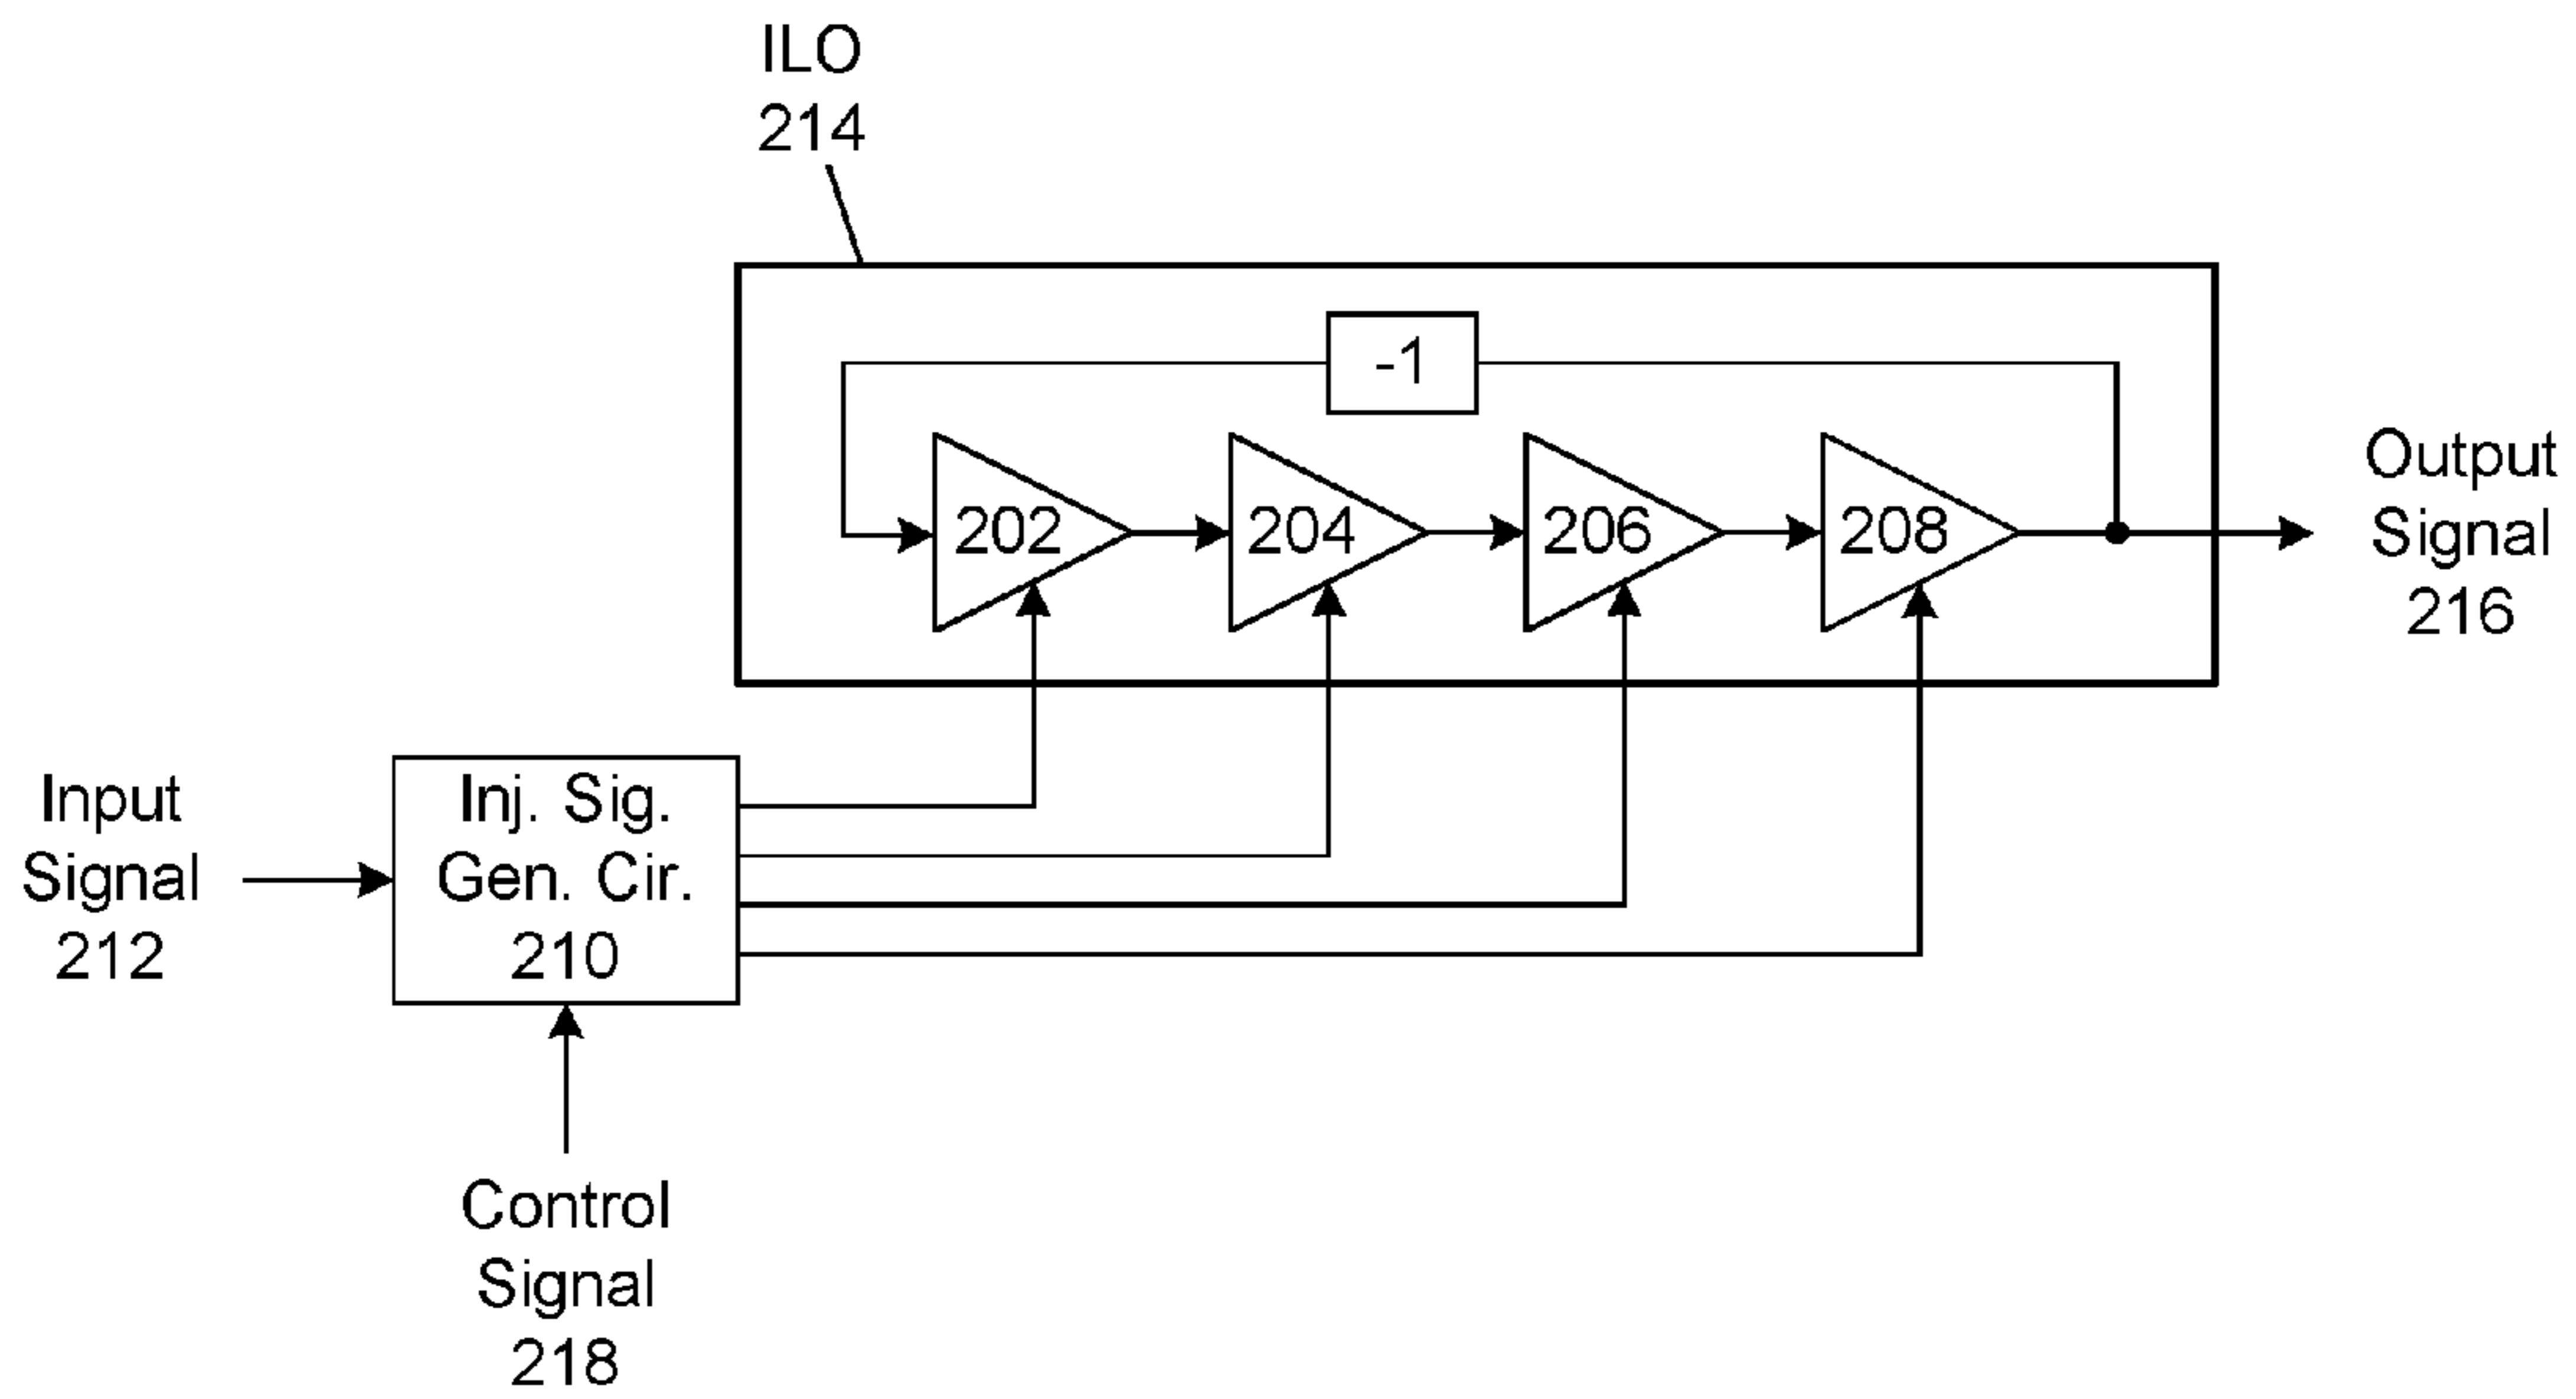 ILO
214
-1
202
204
206
208
Output
Signal
216
Input
Signal
212
Inj. Sig.
Gen. Cir.
210
Control
Signal
218